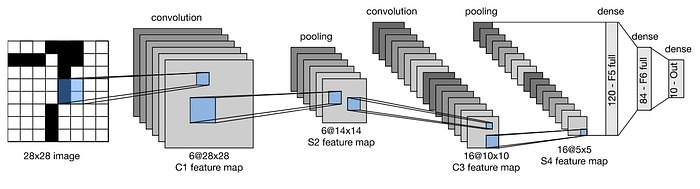 convolution
pooling
convolution
pooling
dense
dense
dense
120 - F5 full
84 - F6 full
10 - Out
28x28 image
6@28x28
C1 feature map
6@14x14
S2 feature map
16@10x10
C3 feature map
16@5x5
S4 feature map